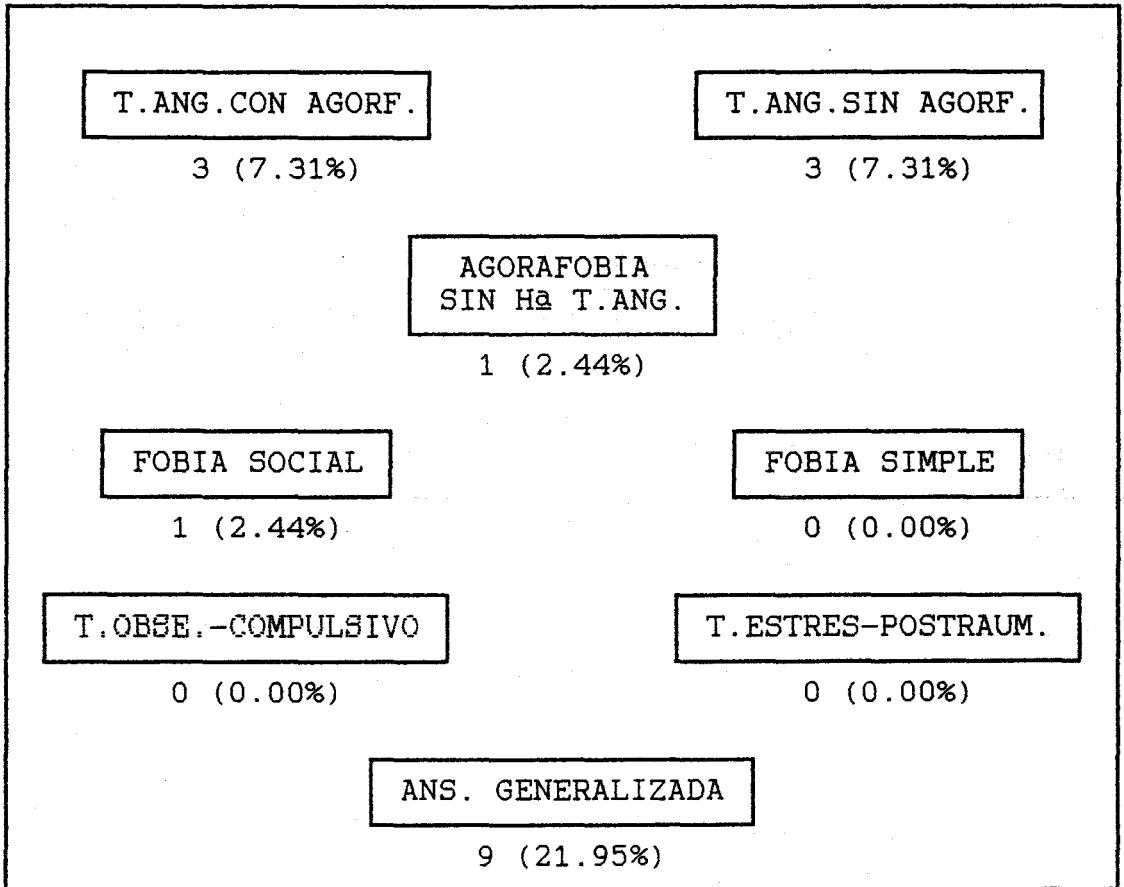 T.ANG.CON AGORF.
T.ANG.SIN AGORF.
3 (7.31%)
3 (7.31%)
AGORAFOBIA
SIN Hª T.ANG.
1 (2.44%)
FOBIA SOCIAL
FOBIA SIMPLE
1 (2.44%)
0 (0.00%)
T.OBSE.-COMPULSIVO
T.ESTRES-POSTRAUM.
0 (0.00%)
0 (0.00%)
ANS. GENERALIZADA
9 (21.95%)